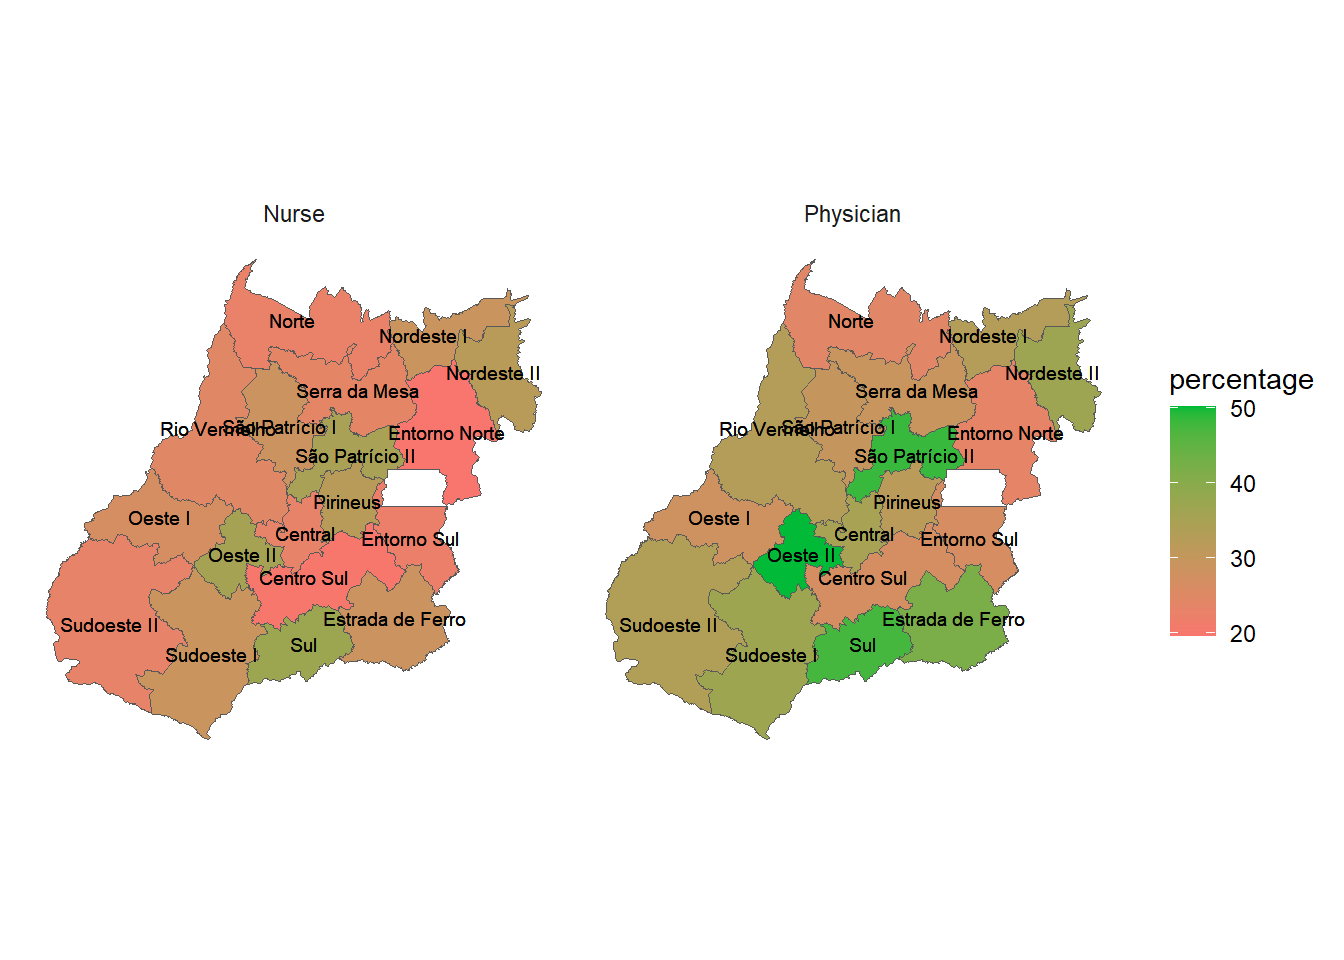 Nurse
Norte
Nordeste I
Nordeste II
Serra da Mesa
Rio Vermelho
São Patrício I
Entorno Norte
São Patrício II
Pirineus
Oeste I
Central
Entorno Sul
Oeste II
Centro Sul
Estrada de Ferro
Sudoeste II
Sul
Sudoeste I
Physician
Norte
Nordeste I
Nordeste II
Serra da Mesa
Rio Vermelho
São Patrício I
Entorno Norte
São Patrício II
Pirineus
Oeste I
Central
Entorno Sul
Oeste II
Centro Sul
Estrada de Ferro
Sudoeste II
Sul
Sudoeste I
percentage
50
40
30
20